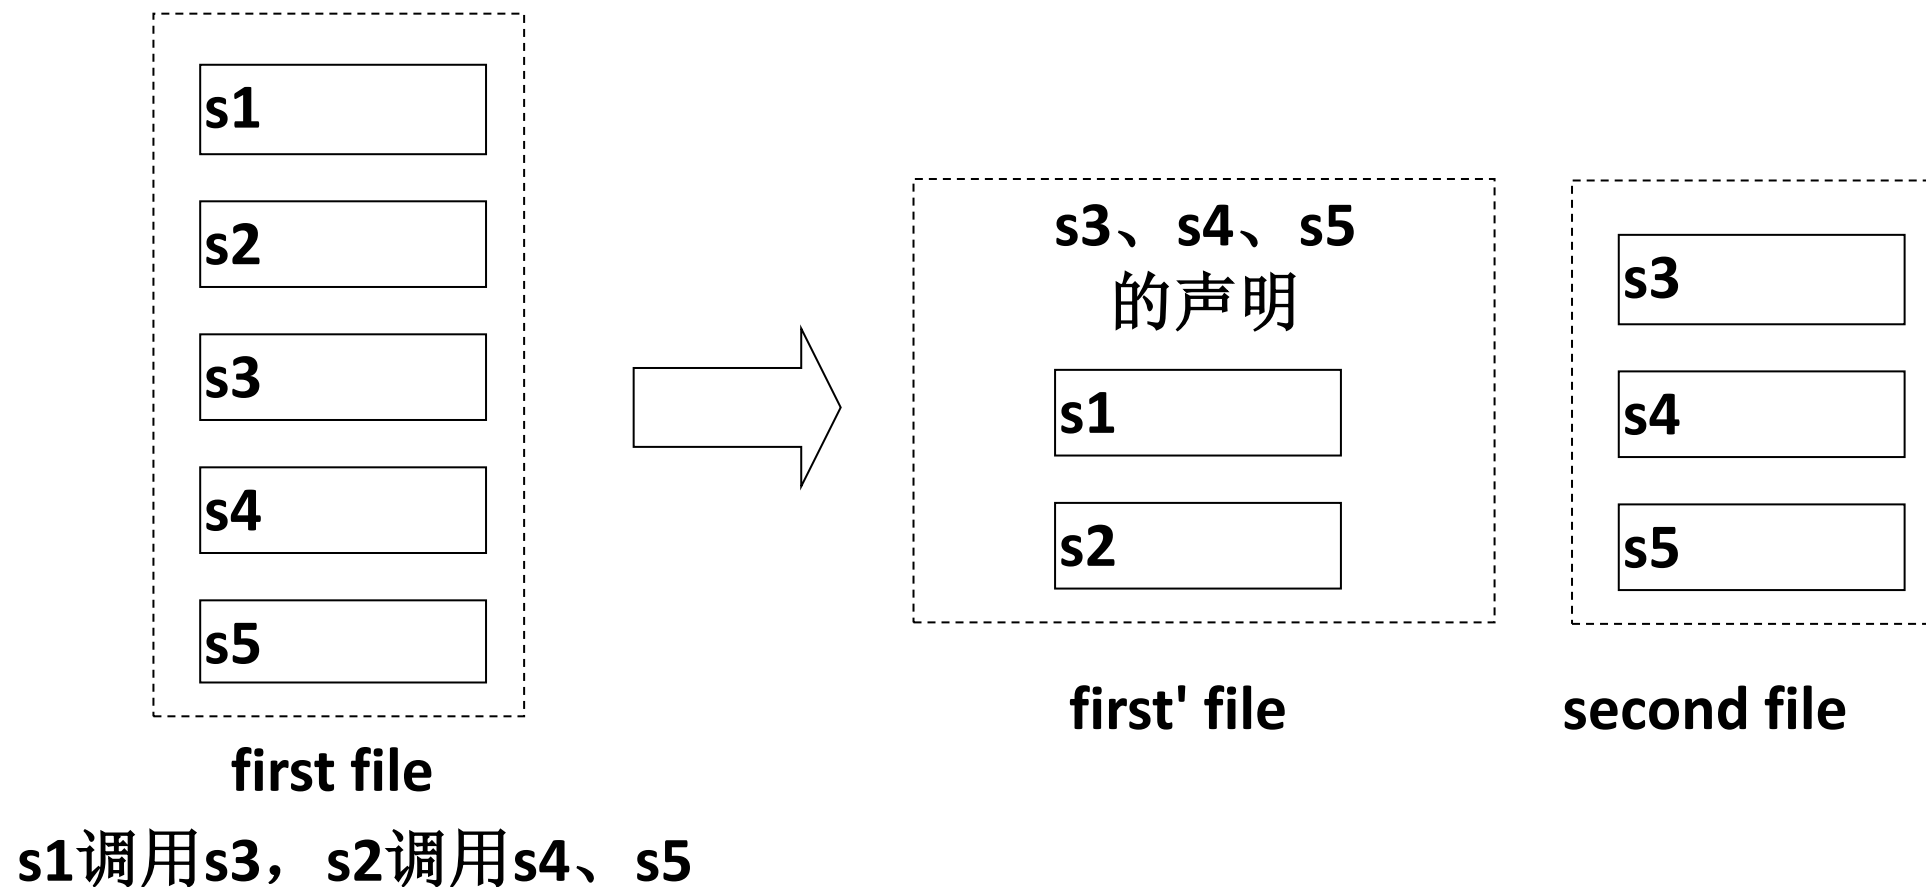 s1
s2
s3
s4
s5
first file
s1调用s3，s2调用s4、s5
s3、s4、s5
的声明
s1
s2
first' file
s3
s4
s5
second file